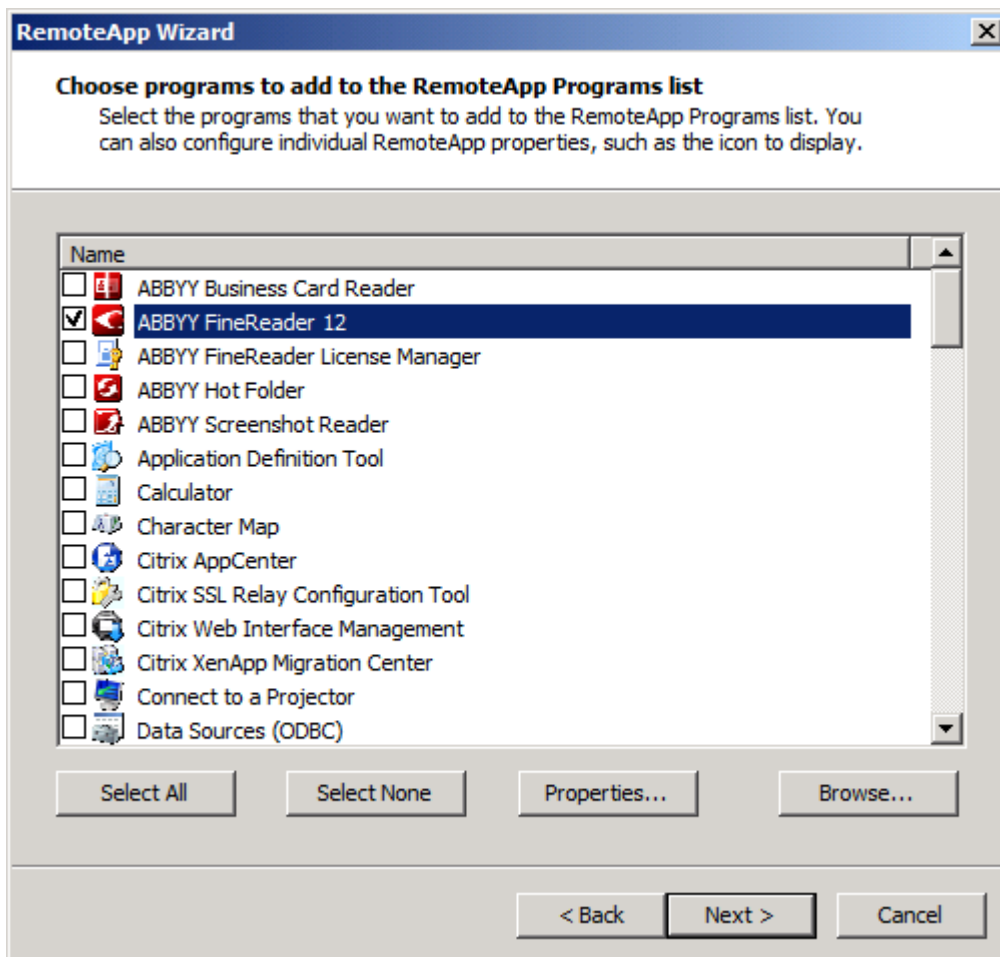 RemoteApp Wizard
Choose programs to add to the RemoteApp Programs list
Select the programs that you want to add to the RemoteApp Programs list. You
can also configure individual RemoteApp properties, such as the icon to display.
Name
ABBYY Business Card Reader
ABBYY FineReader 12
ABBYY FineReader License Manager
ABBYY Hot Folder
ABBYY Screenshot Reader
Application Definition Tool
Calculator
Character Map
Citrix AppCenter
Citrix SSL Relay Configuration Tool
Citrix Web Interface Management
Citrix XenApp Migration Center
Connect to a Projector
Data Sources (ODBC)
Select All Select None Properties... Browse...
< Back Next > Cancel